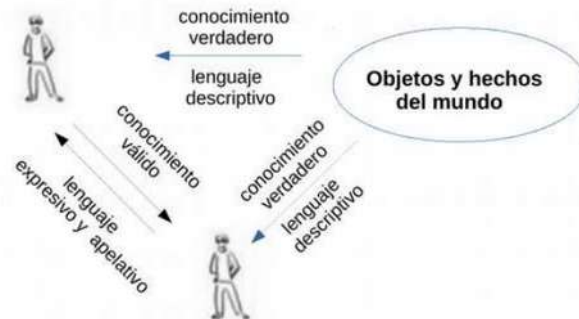 conocimiento
verdadero
lenguaje
descriptivo
Objetos y hechos
del mundo
conocimiento
válido
lenguaje
expresivo y apelativo
conocimiento
verdadero
lenguaje
descriptivo